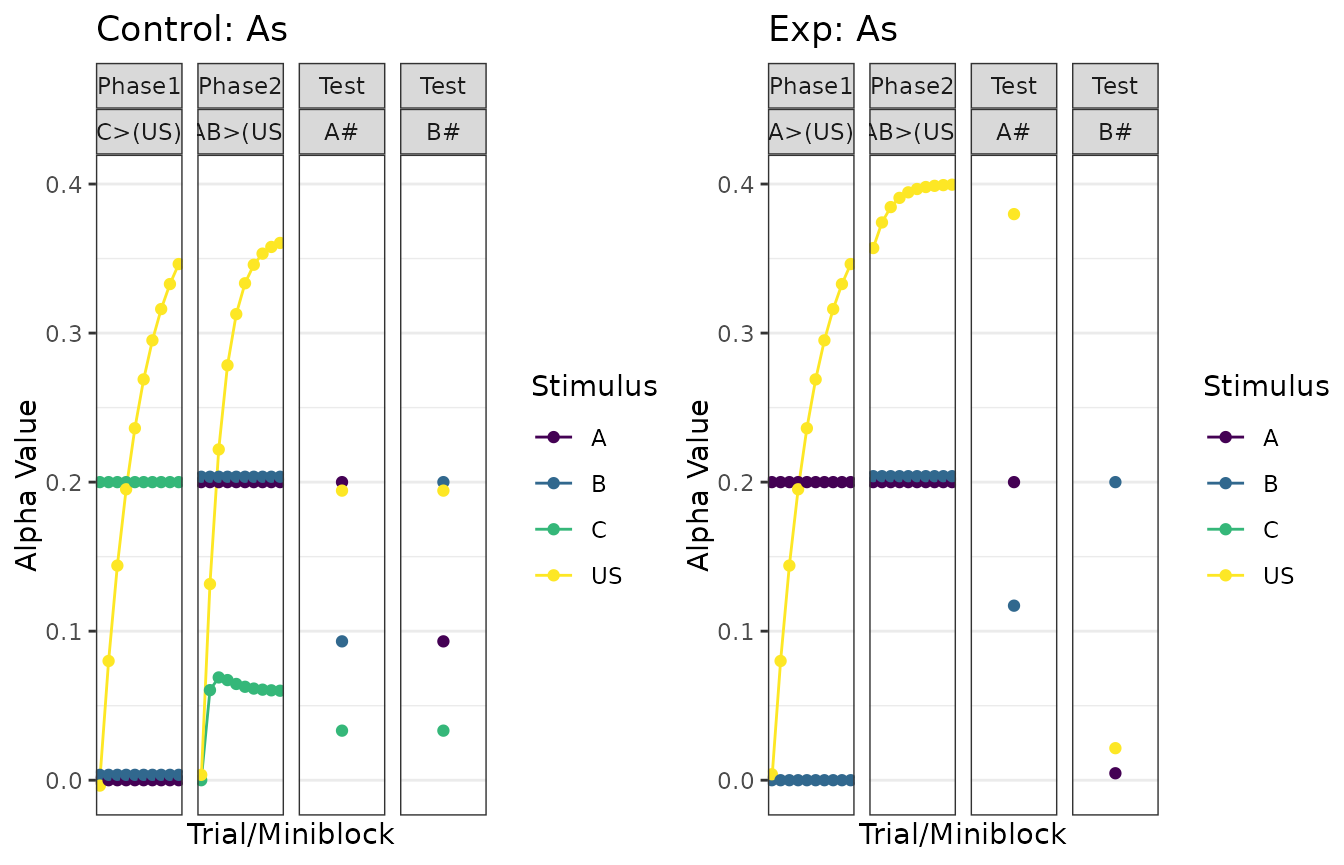 Control: As
Phase1 Phase2 Test Test
C>(US) AB>(US A# B#
0.4
0.3
0.2
0.1
0.0
Alpha Value
Trial/Miniblock
Stimulus
A
B
C
US
Exp: As
Phase1 Phase2 Test Test
A>(US) AB>(US A# B#
0.4
0.3
0.2
0.1
0.0
Alpha Value
Trial/Miniblock
Stimulus
A
B
C
US